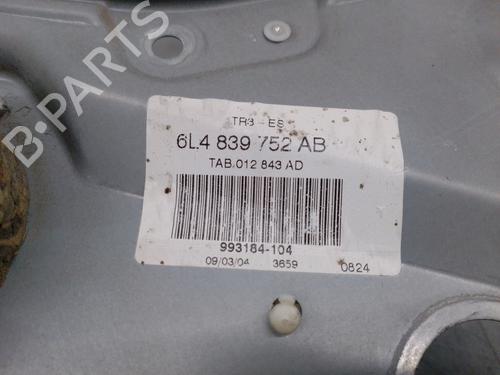 TR3 - ES
6L4 839 752 AB
TAB.012 843 AD
993184-104
09/03/04 3659 0824
B-PARTS